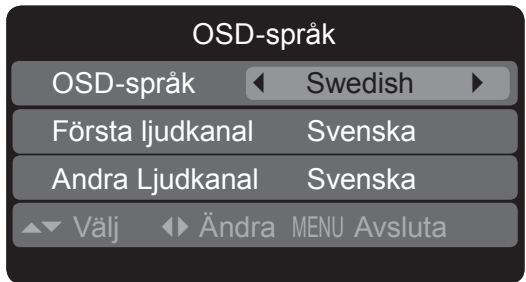 OSD-språk
OSD-språk Swedish
Första ljudkanal Svenska
Andra Ljudkanal Svenska
Välj Ändra MENU Avsluta